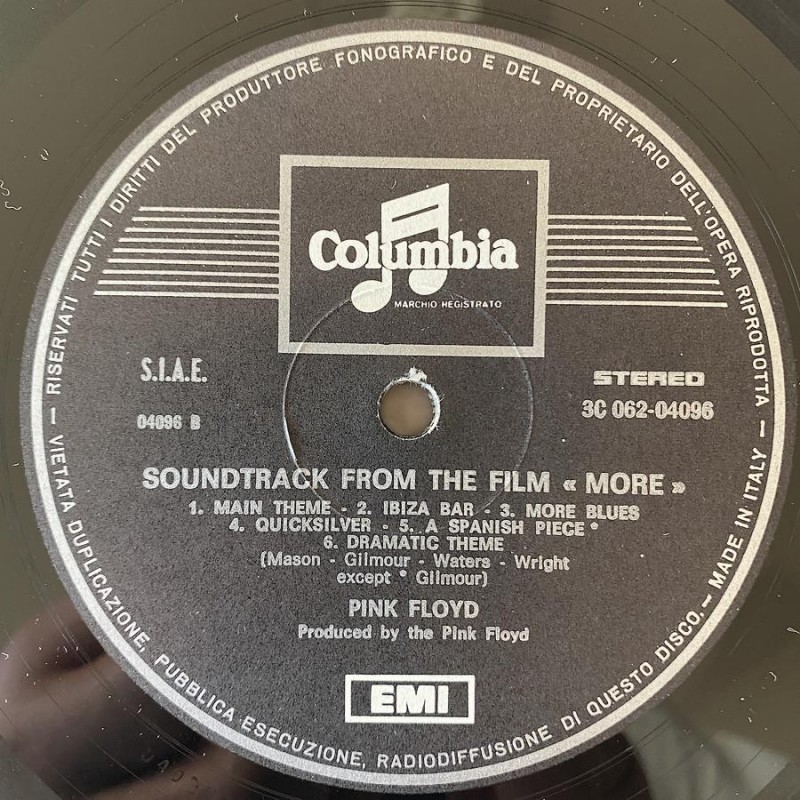 RISERVATI TUTTI I DIRITTI DEL PRODUTTORE FONOGRAFICO E DEL PROPRIETARIO DELL'OPERA RIPRODOTTA
Columbia
MARCHIO REGISTRATO
S.I.A.E.
STEREO
04096 B
3C 062-04096
SOUNDTRACK FROM THE FILM « MORE »
1. MAIN THEME - 2. IBIZA BAR - 3. MORE BLUES
4. QUICKSILVER - 5. A SPANISH PIECE *
6. DRAMATIC THEME
(Mason - Gilmour - Waters - Wright
except * Gilmour)
PINK FLOYD
Produced by the Pink Floyd
EMI
— VIETATA DUPLICAZIONE, PUBBLICA ESECUZIONE, RADIODIFFUSIONE DI QUESTO DISCO. — MADE IN ITALY —